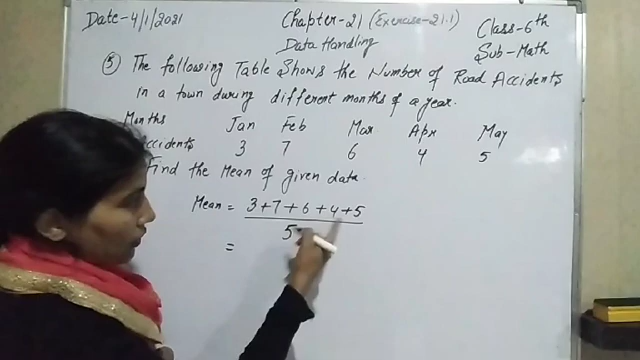 Date-4/1/2021 Chapter-21 (Exercise-21.1) Class-6th
Data Handling Sub-Math
5 The following Table Shows the Number of Road Accidents
in a town during different months of a year.
Months Jan Feb Mar Apr May
ccidents 3 7 6 4 5
Find the Mean of given data.
Mean = 3+7+6+4+5
5
=